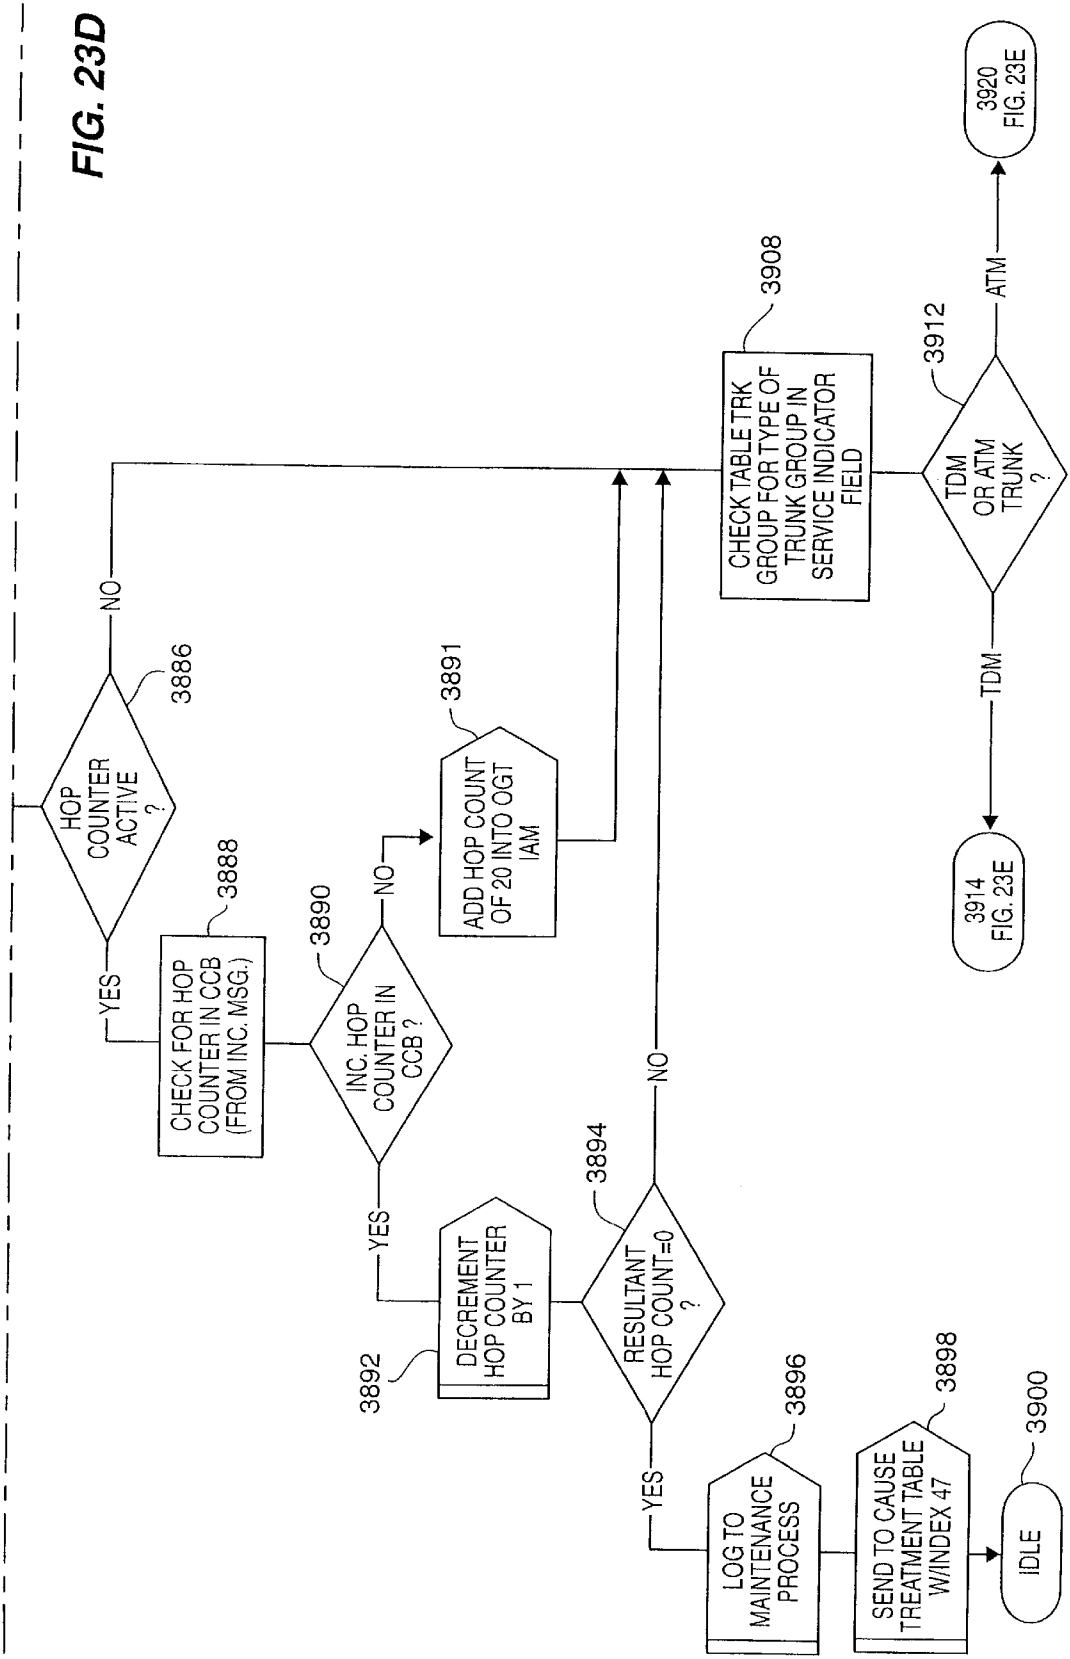 FIG. 23D
HOP
COUNTER
ACTIVE
?
3886
YES
NO
CHECK FOR HOP
COUNTER IN CCB
(FROM INC. MSG.)
3888
INC. HOP
COUNTER IN
CCB ?
3890
YES
NO
ADD HOP COUNT
OF 20 INTO OGT
IAM
3891
DECREMENT
HOP COUNTER
BY 1
3892
RESULTANT
HOP COUNT=0
?
3894
YES
NO
LOG TO
MAINTENANCE
PROCESS
3896
SEND TO CAUSE
TREATMENT TABLE
W/INDEX 47
3898
IDLE
3900
CHECK TABLE TRK
GROUP FOR TYPE OF
TRUNK GROUP IN
SERVICE INDICATOR
FIELD
3908
TDM
OR ATM
TRUNK
?
3912
TDM
ATM
3914
FIG. 23E
3920
FIG. 23E